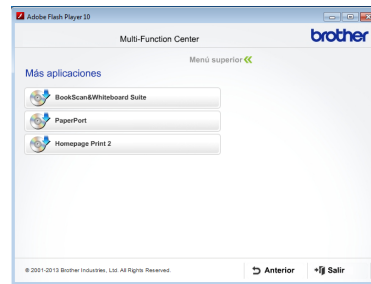 Adobe Flash Player 10
Multi-Function Center
brother
Menú superior
Más aplicaciones
BookScan&Whiteboard Suite
PaperPort
Homepage Print 2
© 2001-2013 Brother Industries, Ltd. All Rights Reserved.
Anterior
Salir